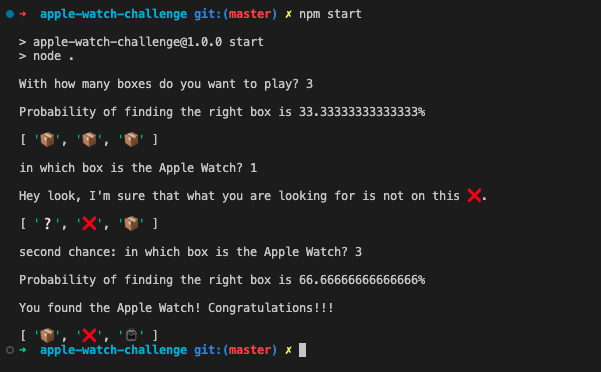 ➜ apple-watch-challenge git:(master) ✗ npm start
> apple-watch-challenge@1.0.0 start
> node .
With how many boxes do you want to play? 3
Probability of finding the right box is 33.33333333333333%
[ '📦', '📦', '📦' ]
in which box is the Apple Watch? 1
Hey look, I'm sure that what you are looking for is not on this ❌.
[ '❔', '❌', '📦' ]
second chance: in which box is the Apple Watch? 3
Probability of finding the right box is 66.66666666666666%
You found the Apple Watch! Congratulations!!!
[ '📦', '❌', '⌚' ]
➜ apple-watch-challenge git:(master) ✗